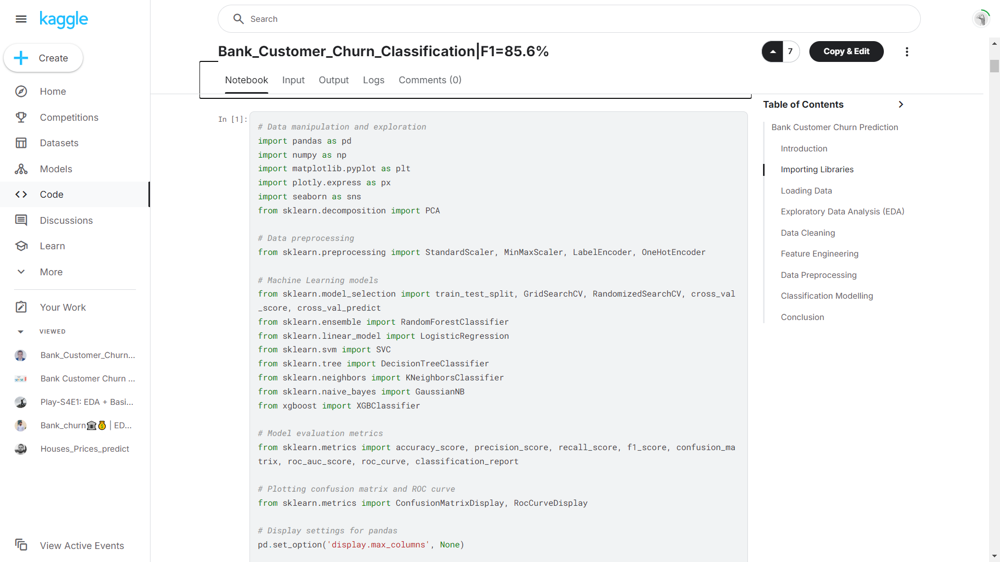 kaggle
Search
Create
Home
Competitions
Datasets
Models
Code
Discussions
Learn
More
Your Work
VIEWED
Bank_Customer_Churn...
Bank Customer Churn ...
Play-S4E1: EDA + Basi...
Bank_churn🏛️💰 | ED...
Houses_Prices_predict
View Active Events
Bank_Customer_Churn_Classification|F1=85.6%
7
Copy & Edit
Notebook Input Output Logs Comments (0)
In [1]:
# Data manipulation and exploration
import pandas as pd
import numpy as np
import matplotlib.pyplot as plt
import plotly.express as px
import seaborn as sns
from sklearn.decomposition import PCA
# Data preprocessing
from sklearn.preprocessing import StandardScaler, MinMaxScaler, LabelEncoder, OneHotEncoder
# Machine Learning models
from sklearn.model_selection import train_test_split, GridSearchCV, RandomizedSearchCV, cross_val
_score, cross_val_predict
from sklearn.ensemble import RandomForestClassifier
from sklearn.linear_model import LogisticRegression
from sklearn.svm import SVC
from sklearn.tree import DecisionTreeClassifier
from sklearn.neighbors import KNeighborsClassifier
from sklearn.naive_bayes import GaussianNB
from xgboost import XGBClassifier
# Model evaluation metrics
from sklearn.metrics import accuracy_score, precision_score, recall_score, f1_score, confusion_ma
trix, roc_auc_score, roc_curve, classification_report
# Plotting confusion matrix and ROC curve
from sklearn.metrics import ConfusionMatrixDisplay, RocCurveDisplay
# Display settings for pandas
pd.set_option('display.max_columns', None)
Table of Contents
Bank Customer Churn Prediction
Introduction
Importing Libraries
Loading Data
Exploratory Data Analysis (EDA)
Data Cleaning
Feature Engineering
Data Preprocessing
Classification Modelling
Conclusion